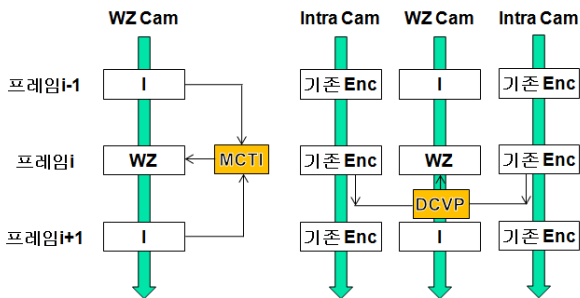 WZ Cam Intra Cam WZ Cam Intra Cam
프레임i-1 I 기존 Enc I 기존 Enc
프레임i WZ MCTI 기존 Enc WZ 기존 Enc
DCVP
프레임i+1 I 기존 Enc I 기존 Enc